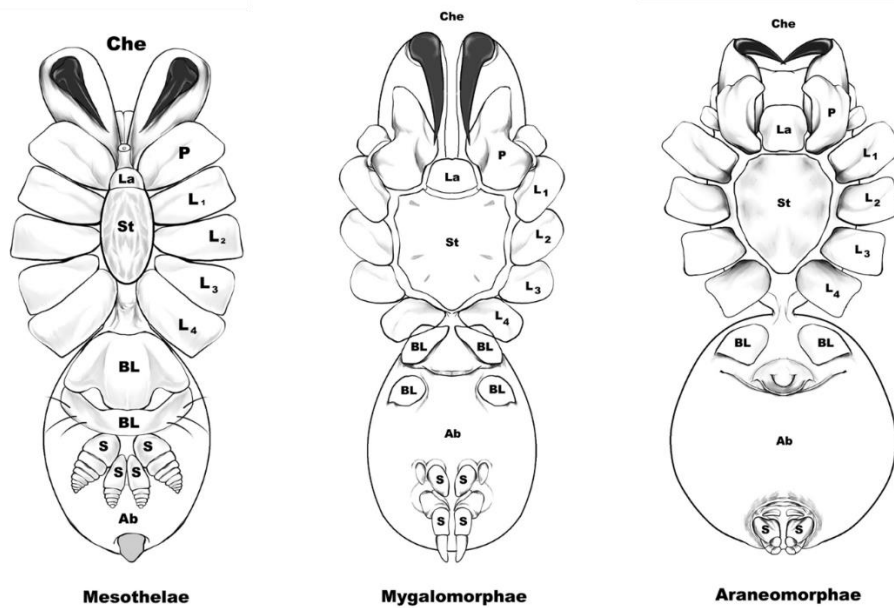 Che
P
La
L1
St
L2
L3
L4
BL
BL
S S
S S
Ab
Mesothelae
Che
P
La
L1
St
L2
L3
L4
BL BL
BL BL
Ab
S S
S S
Mygalomorphae
Che
P
La
L1
St
L2
L3
L4
BL BL
Ab
S S
Araneomorphae